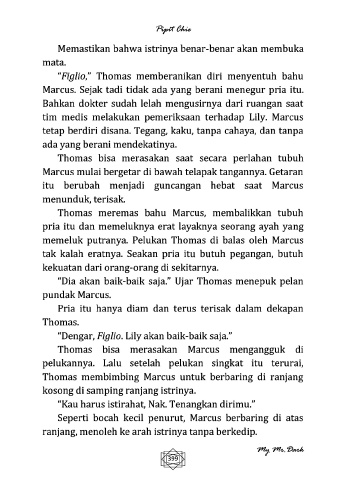 Pipit Chie
Memastikan bahwa istrinya benar-benar akan membuka
mata.
"Figlio," Thomas memberanikan diri menyentuh bahu
Marcus. Sejak tadi tidak ada yang berani menegur pria itu.
Bahkan dokter sudah lelah mengusirnya dari ruangan saat
tim medis melakukan pemeriksaan terhadap Lily. Marcus
tetap berdiri disana. Tegang, kaku, tanpa cahaya, dan tanpa
ada yang berani mendekatinya.
Thomas bisa merasakan saat secara perlahan tubuh
Marcus mulai bergetar di bawah telapak tangannya. Getaran
itu berubah menjadi guncangan hebat saat Marcus
menunduk, terisak.
Thomas meremas bahu Marcus, membalikkan tubuh
pria itu dan memeluknya erat layaknya seorang ayah yang
memeluk putranya. Pelukan Thomas di balas oleh Marcus
tak kalah eratnya. Seakan pria itu butuh pegangan, butuh
kekuatan dari orang-orang di sekitarnya.
"Dia akan baik-baik saja." Ujar Thomas menepuk pelan
pundak Marcus.
Pria itu hanya diam dan terus terisak dalam dekapan
Thomas.
"Dengar, Figlio. Lily akan baik-baik saja."
Thomas bisa merasakan Marcus mengangguk di
pelukannya. Lalu setelah pelukan singkat itu terurai,
Thomas membimbing Marcus untuk berbaring di ranjang
kosong di samping ranjang istrinya.
"Kau harus istirahat, Nak. Tenangkan dirimu."
Seperti bocah kecil penurut, Marcus berbaring di atas
ranjang, menoleh ke arah istrinya tanpa berkedip.
My Mr. Dark
399